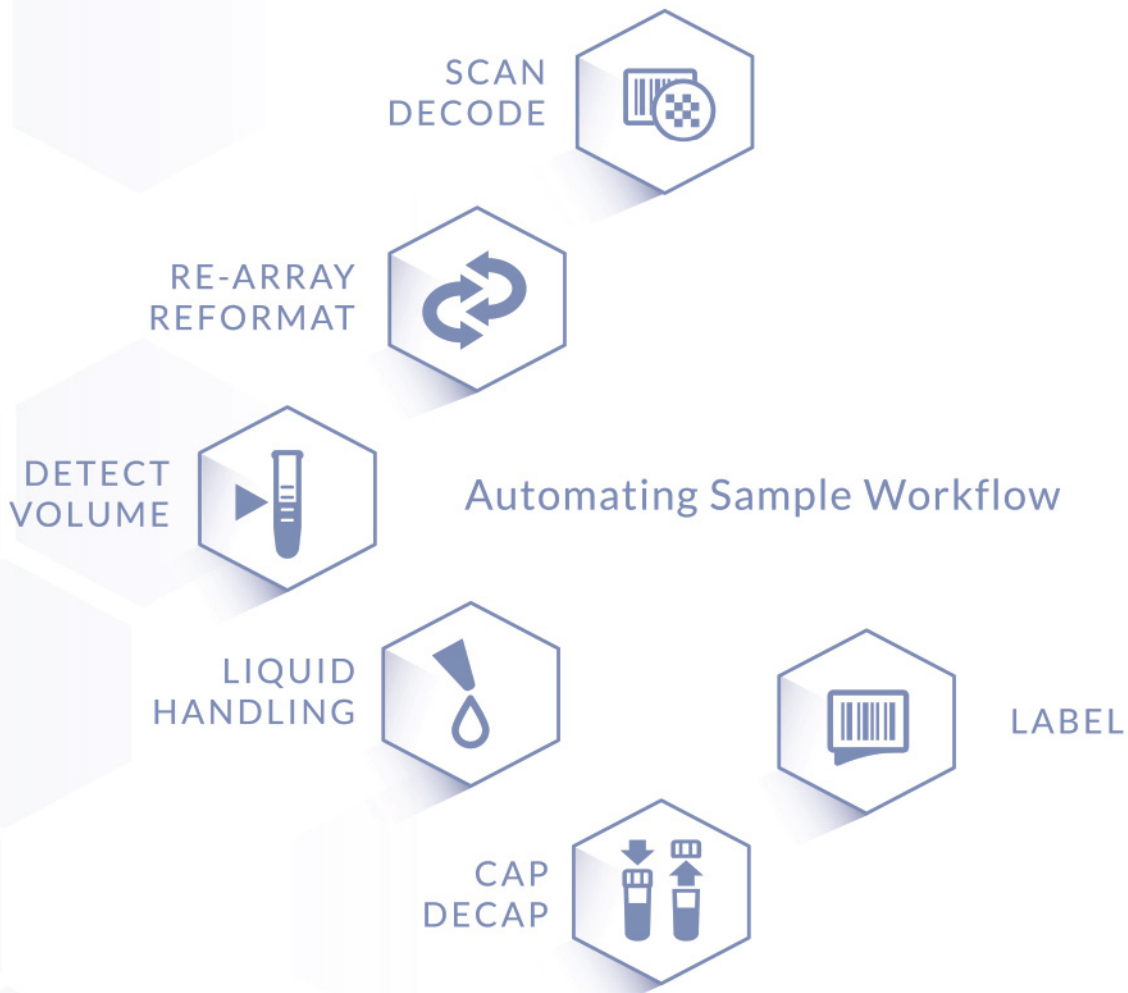 SCAN
DECODE
RE-ARRAY
REFORMAT
DETECT
VOLUME
Automating Sample Workflow
LIQUID
HANDLING
LABEL
CAP
DECAP